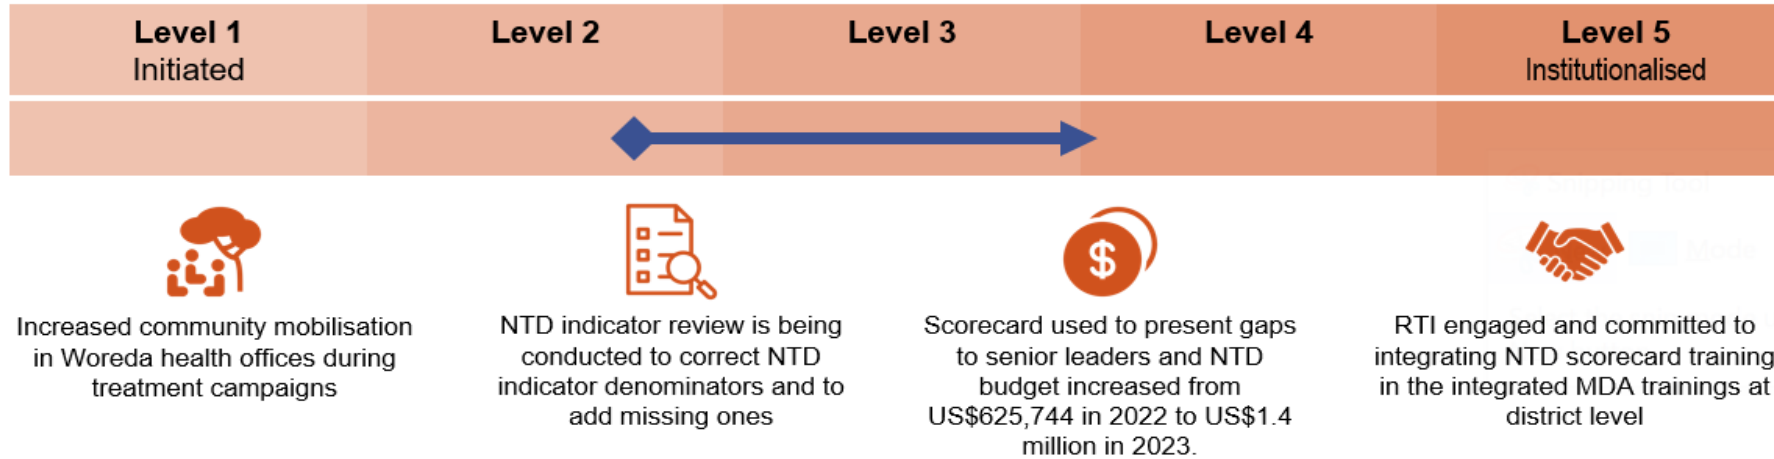 Level 1
Initiated
Level 2
Level 3
Level 4
Level 5
Institutionalised
$
Increased community mobilisation
in Woreda health offices during
treatment campaigns
NTD indicator review is being
conducted to correct NTD
indicator denominators and to
add missing ones
Scorecard used to present gaps
to senior leaders and NTD
budget increased from
US$625,744 in 2022 to US$1.4
million in 2023.
RTI engaged and committed to
integrating NTD scorecard training
in the integrated MDA trainings at
district level